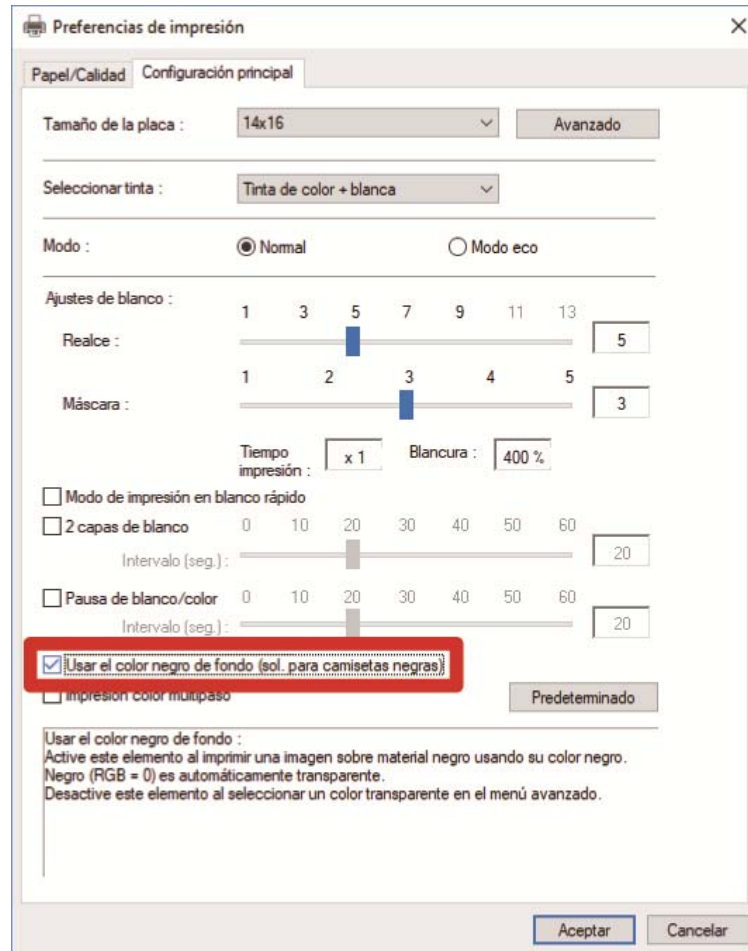 Preferencias de impresión
Papel/Calidad Configuración principal
Tamaño de la placa : 14x16 Avanzado
Seleccionar tinta : Tinta de color + blanca
Modo : Normal Modo eco
Ajustes de blanco :
1 3 5 7 9 11 13
Realce : 5
1 2 3 4 5
Máscara : 3
Tiempo impresión : x 1 Blancura : 400 %
Modo de impresión en blanco rápido
2 capas de blanco 0 10 20 30 40 50 60
Intervalo (seg.) : 20
Pausa de blanco/color 0 10 20 30 40 50 60
Intervalo (seg.) : 20
Usar el color negro de fondo (sol. para camisetas negras)
Impresión color multipaso Predeterminado
Usar el color negro de fondo :
Active este elemento al imprimir una imagen sobre material negro usando su color negro.
Negro (RGB = 0) es automáticamente transparente.
Desactive este elemento al seleccionar un color transparente en el menú avanzado.
Aceptar Cancelar